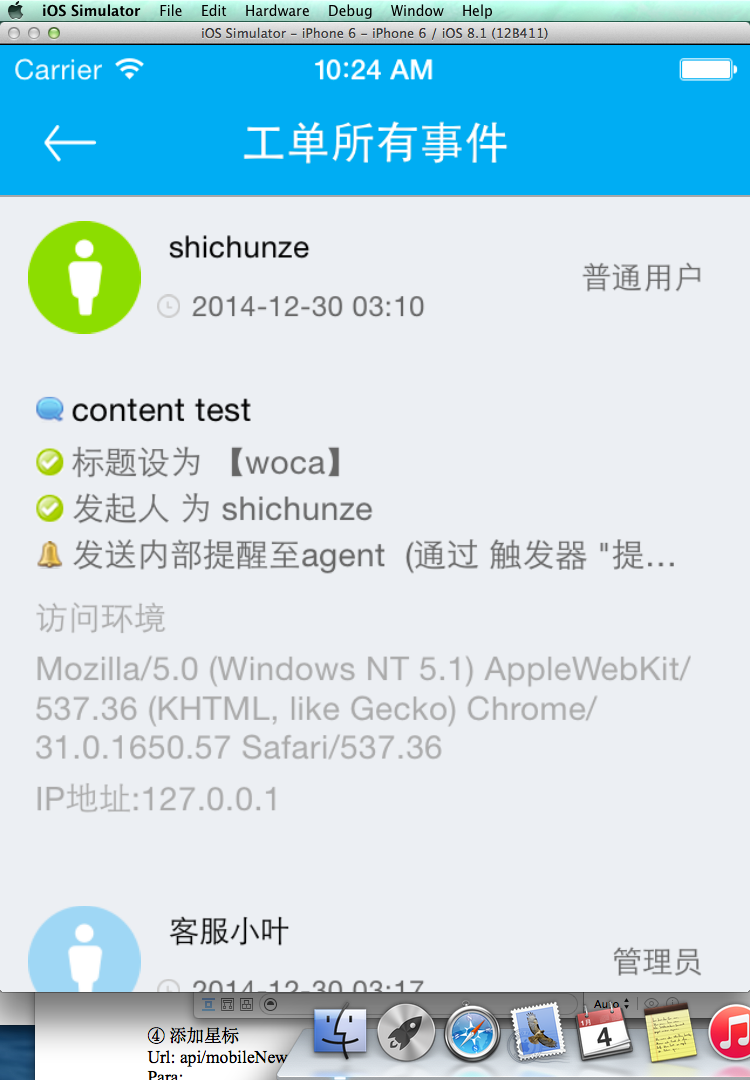 iOS Simulator File Edit Hardware Debug Window Help
iOS Simulator – iPhone 6 – iPhone 6 / iOS 8.1 (12B411)
Carrier 10:24 AM
工单所有事件
shichunze
普通用户
2014-12-30 03:10
content test
标题设为 【woca】
发起人 为 shichunze
发送内部提醒至agent (通过 触发器 "提...
访问环境
Mozilla/5.0 (Windows NT 5.1) AppleWebKit/
537.36 (KHTML, like Gecko) Chrome/
31.0.1650.57 Safari/537.36
IP地址:127.0.0.1
客服小叶
管理员
2014-12-30 03:17
Auto
④ 添加星标
Url: api/mobileNew
Para:
1月
4